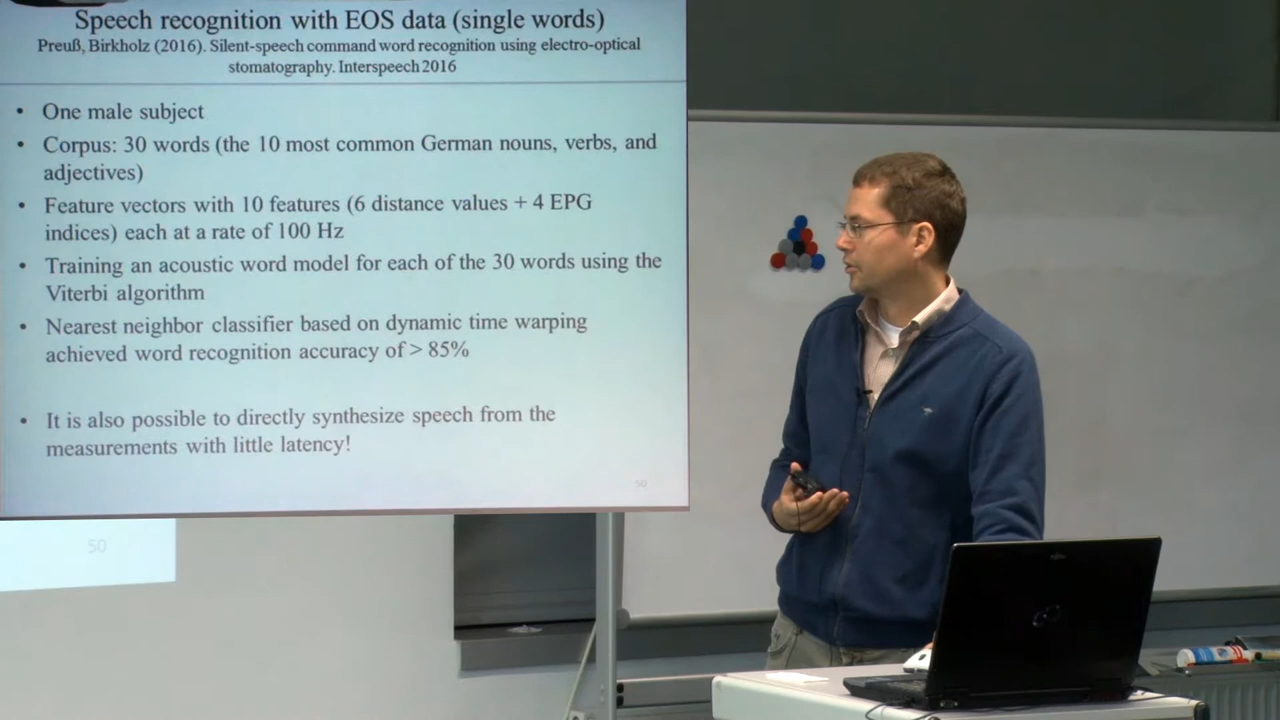 Speech recognition with EOS data (single words)
Preuß, Birkholz (2016). Silent-speech command word recognition using electro-optical
stomatography. Interspeech 2016
• One male subject
• Corpus: 30 words (the 10 most common German nouns, verbs, and
adjectives)
• Feature vectors with 10 features (6 distance values + 4 EPG
indices) each at a rate of 100 Hz
• Training an acoustic word model for each of the 30 words using the
Viterbi algorithm
• Nearest neighbor classifier based on dynamic time warping
achieved word recognition accuracy of > 85%
• It is also possible to directly synthesize speech from the
measurements with little latency!
50
50